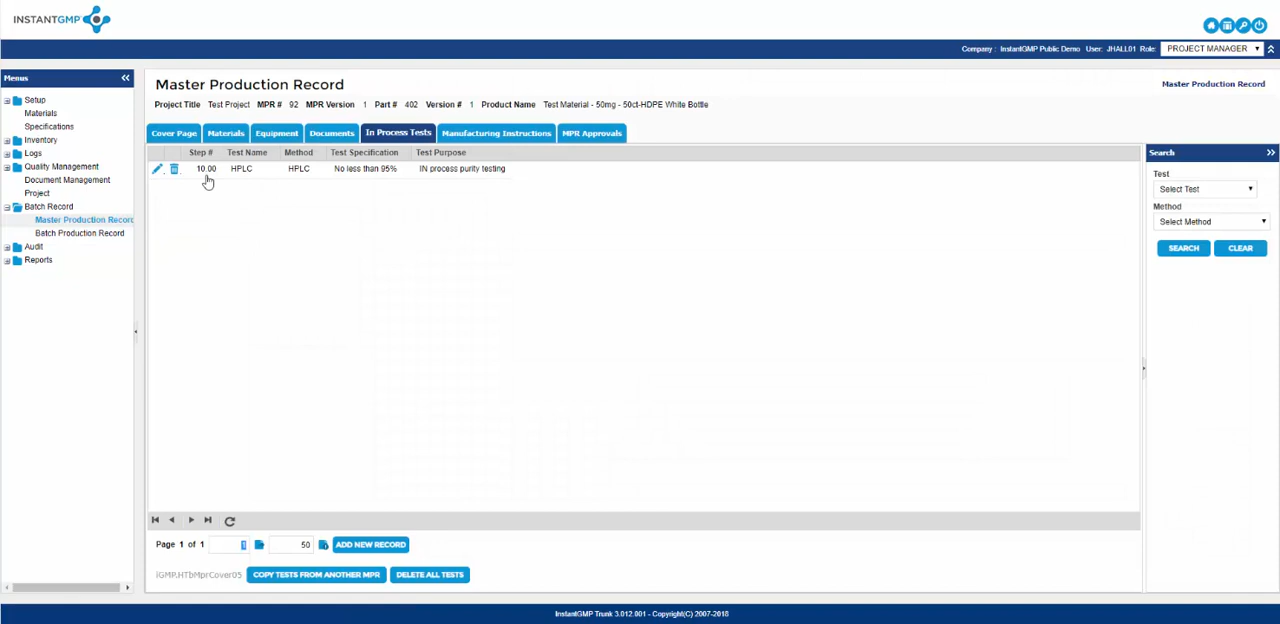 INSTANTGMP
Company : InstantGMP Public Demo User: JHALL01 Role: PROJECT MANAGER
Menus
Setup
Materials
Specifications
Inventory
Logs
Quality Management
Document Management
Project
Batch Record
Master Production Record
Batch Production Record
Audit
Reports
Master Production Record
Master Production Record
Project Title Test Project MPR # 92 MPR Version 1 Part # 402 Version # 1 Product Name Test Material - 50mg - 50ct-HDPE White Bottle
Cover Page Materials Equipment Documents In Process Tests Manufacturing Instructions MPR Approvals
Step # Test Name Method Test Specification Test Purpose
10.00 HPLC HPLC No less than 95% IN process purity testing
Search
Test
Select Test
Method
Select Method
SEARCH CLEAR
Page 1 of 1 1 50 ADD NEW RECORD
iGMP.HTbMprCover05 COPY TESTS FROM ANOTHER MPR DELETE ALL TESTS
InstantGMP Trunk 3.012.001 - Copyright(C) 2007-2018